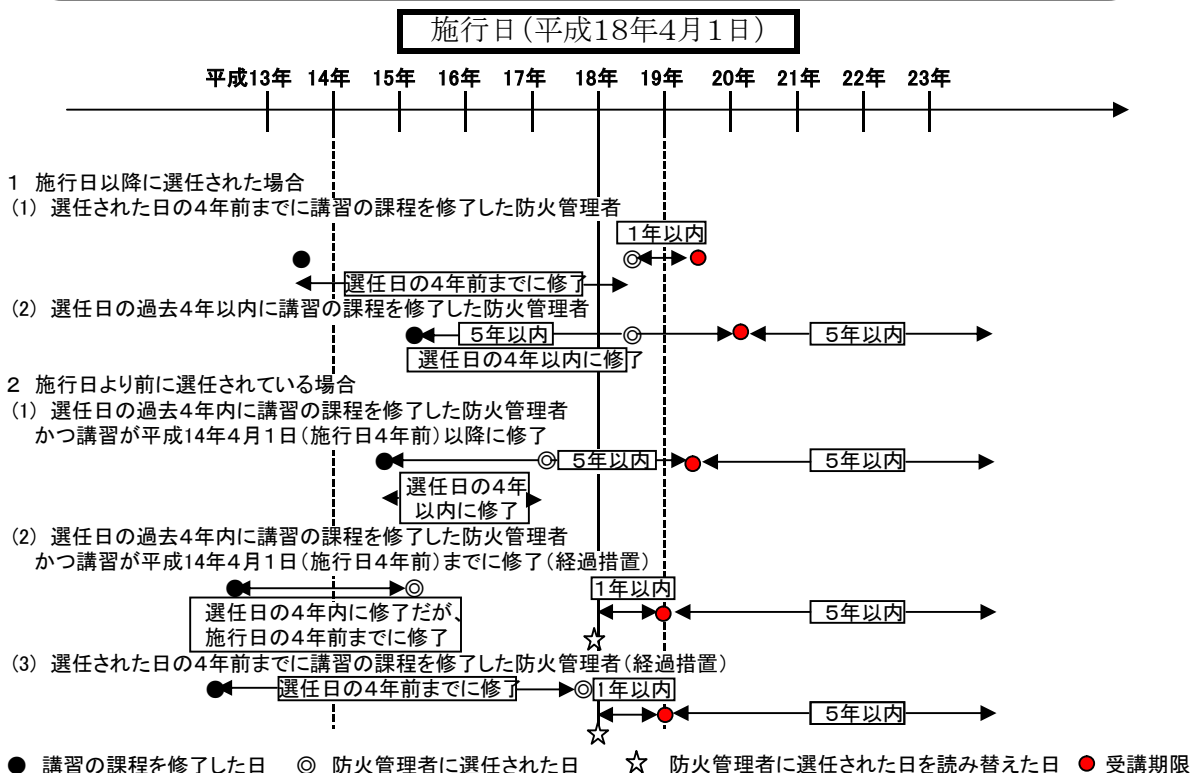 施行日(平成18年4月1日)
平成13年 14年 15年 16年 17年 18年 19年 20年 21年 22年 23年
1 施行日以降に選任された場合
(1) 選任された日の4年前までに講習の課程を修了した防火管理者
1年以内
選任日の4年前までに修了
(2) 選任日の過去4年以内に講習の課程を修了した防火管理者
5年以内 5年以内
選任日の4年以内に修了
2 施行日より前に選任されている場合
(1) 選任日の過去4年内に講習の課程を修了した防火管理者
かつ講習が平成14年4月1日(施行日4年前)以降に修了
5年以内 5年以内
選任日の4年
以内に修了
(2) 選任日の過去4年内に講習の課程を修了した防火管理者
かつ講習が平成14年4月1日(施行日4年前)までに修了(経過措置)
1年以内
選任日の4年内に修了だが、 5年以内
施行日の4年前までに修了
(3) 選任された日の4年前までに講習の課程を修了した防火管理者(経過措置)
選任日の4年前までに修了 1年以内
5年以内
● 講習の課程を修了した日 ◎ 防火管理者に選任された日 ☆ 防火管理者に選任された日を読み替えた日 ● 受講期限